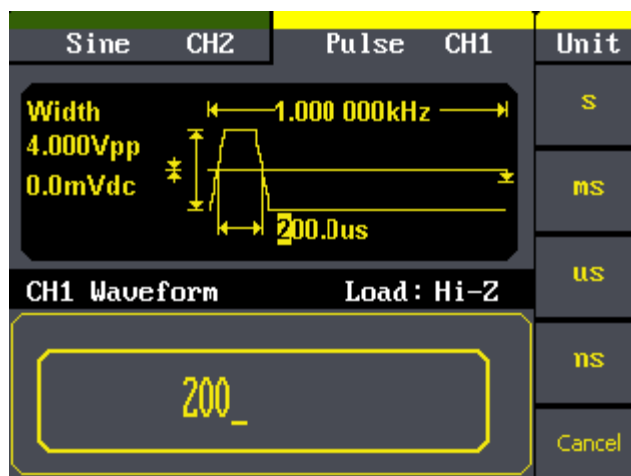 Sine CH2 Pulse CH1 Unit
Width 1.000 000kHz
4.000Vpp
0.0mVdc
200.0us
CH1 Waveform Load: Hi-Z
200_
s
ms
us
ns
Cancel